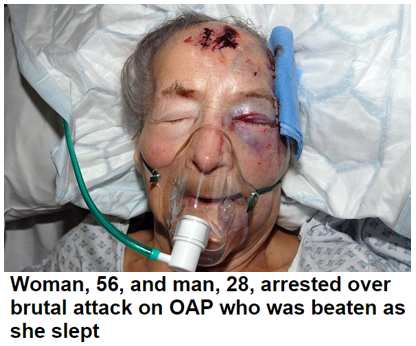 Woman, 56, and man, 28, arrested over
brutal attack on OAP who was beaten as
she slept